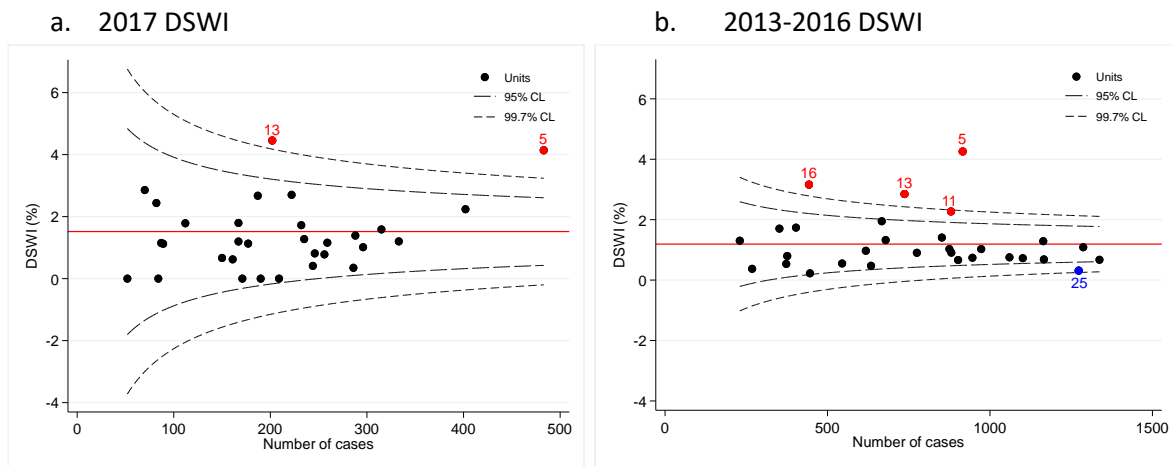 a. 2017 DSWI
Units
95% CL
99.7% CL
13
5
6
4
2
0
-2
-4
DSWI (%)
0 100 200 300 400 500
Number of cases
b. 2013-2016 DSWI
Units
95% CL
99.7% CL
5
16
13
11
25
6
4
2
0
-2
-4
DSWI (%)
0 500 1000 1500
Number of cases